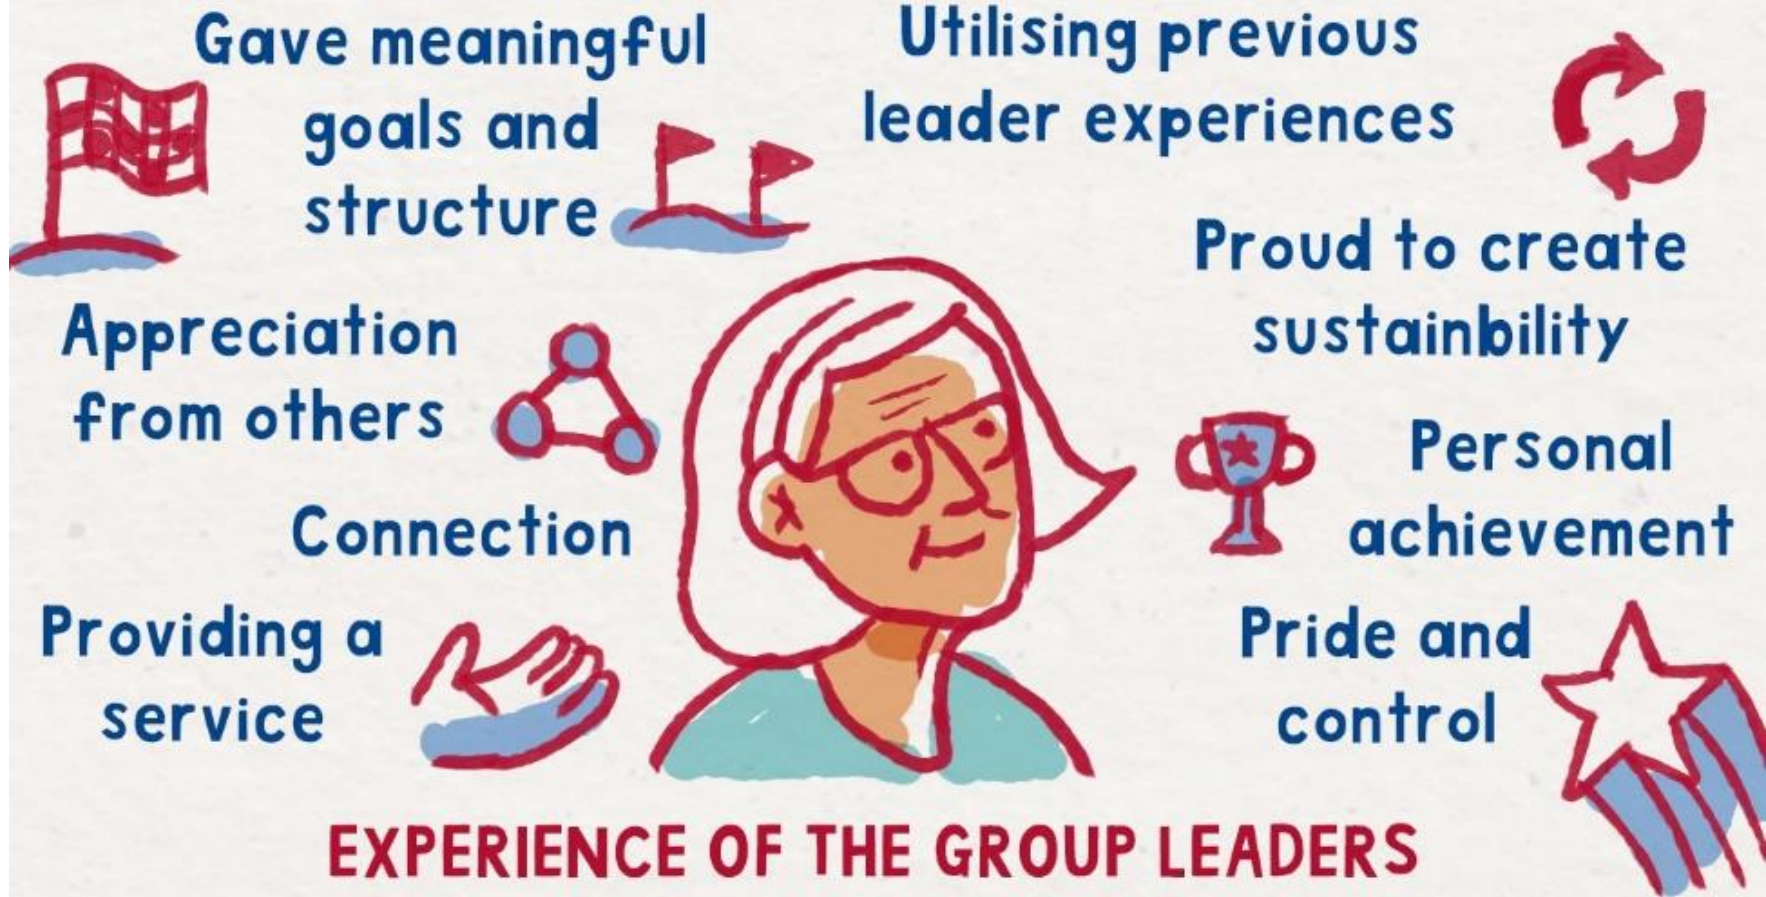 Gave meaningful
goals and
structure
Utilising previous
leader experiences
Proud to create
sustainbility
Appreciation
from others
Personal
achievement
Connection
Providing a
service
Pride and
control
EXPERIENCE OF THE GROUP LEADERS